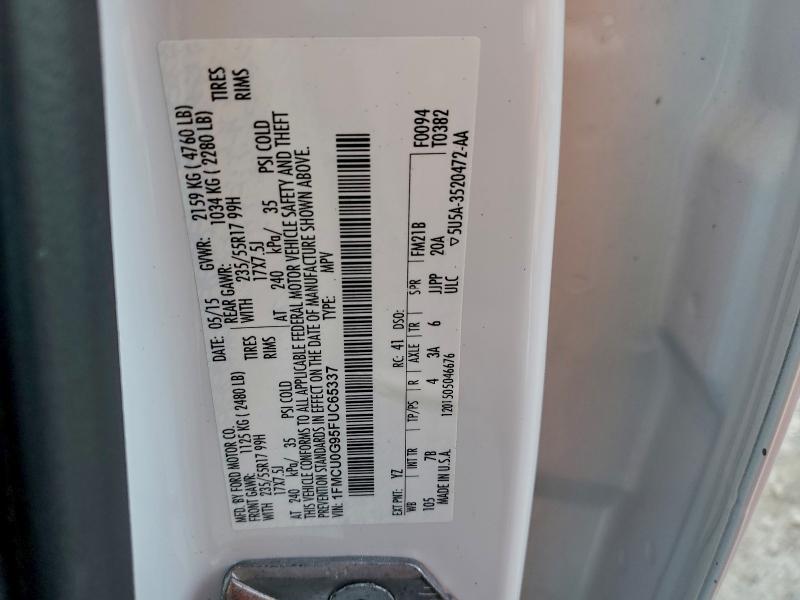 MFD. BY FORD MOTOR CO. DATE: 05/15 GVWR: 2159 KG ( 4760 LB)
FRONT GAWR: 1125 KG ( 2480 LB) REAR GAWR: 1034 KG ( 2280 LB)
WITH 235/55R17 99H TIRES WITH 235/55R17 99H TIRES
17X7.5J RIMS 17X7.5J RIMS
AT 240 kPa/ 35 PSI COLD AT 240 kPa/ 35 PSI COLD
THIS VEHICLE CONFORMS TO ALL APPLICABLE FEDERAL MOTOR VEHICLE SAFETY AND THEFT
PREVENTION STANDARDS IN EFFECT ON THE DATE OF MANUFACTURE SHOWN ABOVE.
VIN: 1FMCU0G95FUC65337 TYPE: MPV
EXT PNT: YZ RC: 41 DSO: FM21B F0094
WB INT TR TP/PS R AXLE TR SPR T0382
105 7B 4 3A 6 JJPP 20A
MADE IN U.S.A. 1201505046676 ULC ▽5U5A-3520472-AA